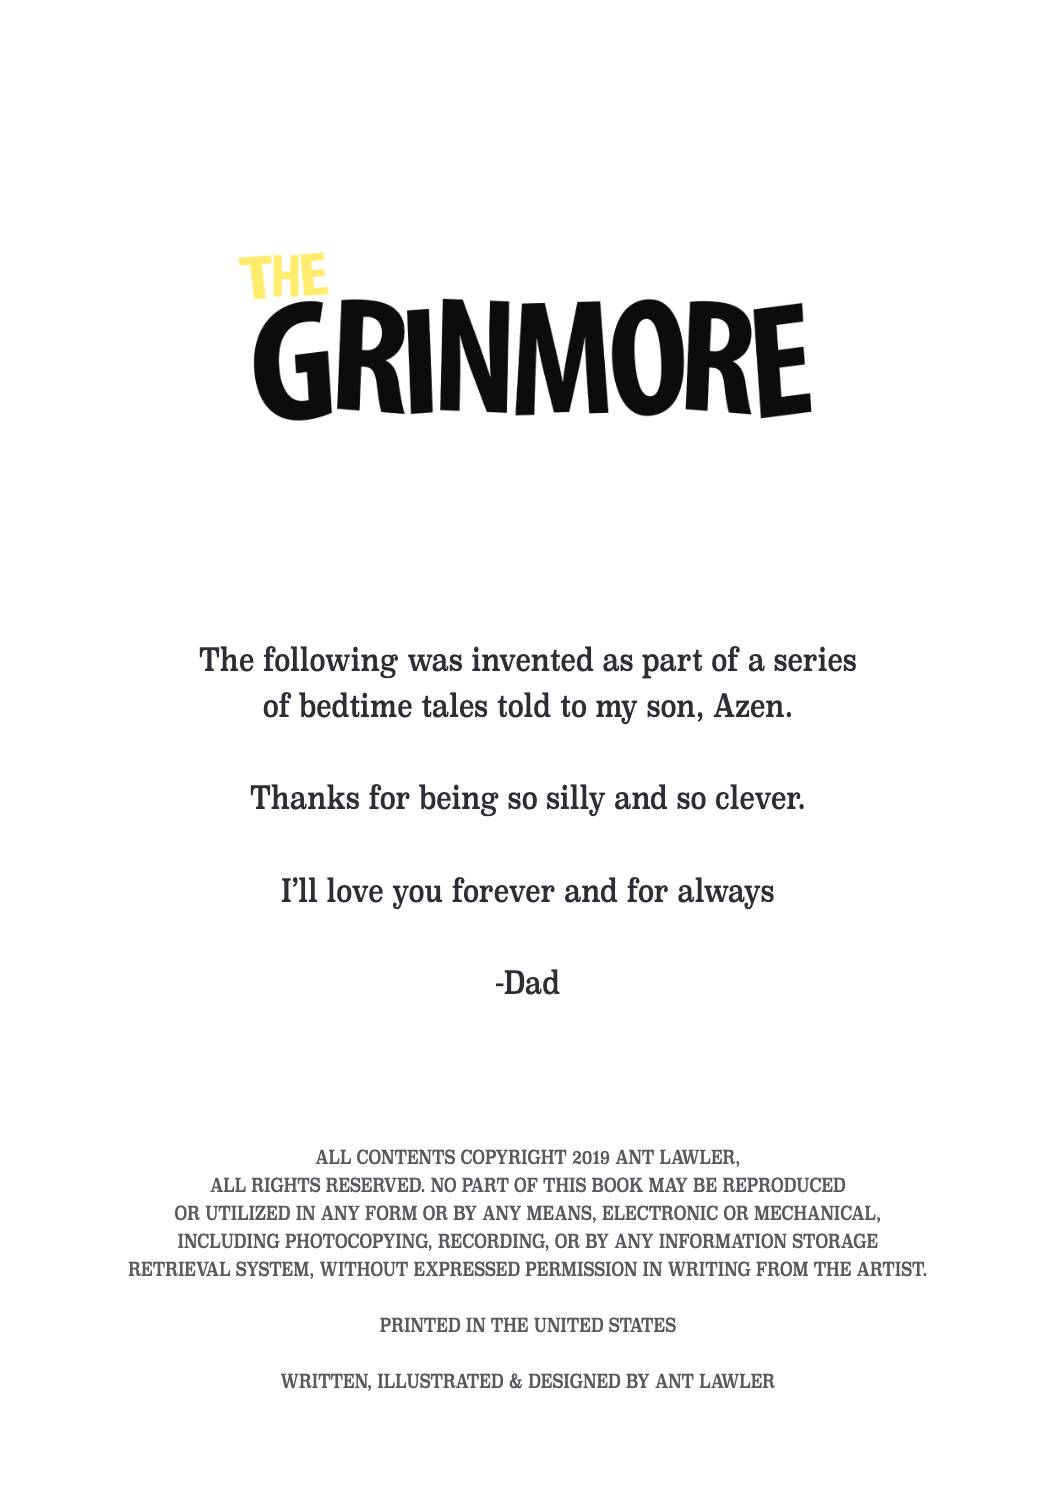 THE
GRINMORE
The following was invented as part of a series
of bedtime tales told to my son, Azen.
Thanks for being so silly and so clever.
I’ll love you forever and for always
-Dad
ALL CONTENTS COPYRIGHT 2019 ANT LAWLER,
ALL RIGHTS RESERVED. NO PART OF THIS BOOK MAY BE REPRODUCED
OR UTILIZED IN ANY FORM OR BY ANY MEANS, ELECTRONIC OR MECHANICAL,
INCLUDING PHOTOCOPYING, RECORDING, OR BY ANY INFORMATION STORAGE
RETRIEVAL SYSTEM, WITHOUT EXPRESSED PERMISSION IN WRITING FROM THE ARTIST.
PRINTED IN THE UNITED STATES
WRITTEN, ILLUSTRATED & DESIGNED BY ANT LAWLER